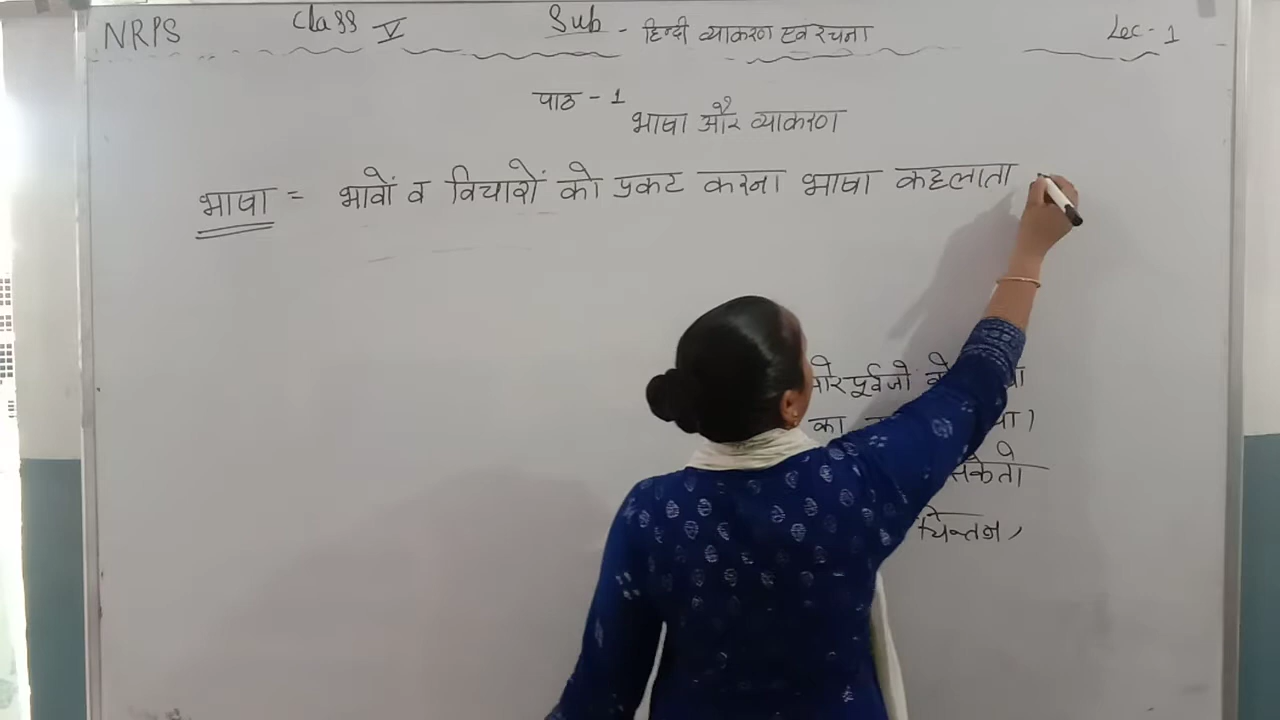 NRPS Class V Sub - हिन्दी व्याकरण एवं रचना Lec - 1
पाठ - 1
भाषा और व्याकरण
भाषा = भावों व विचारों को प्रकट करना भाषा कहलाता
का
चिन्तन,